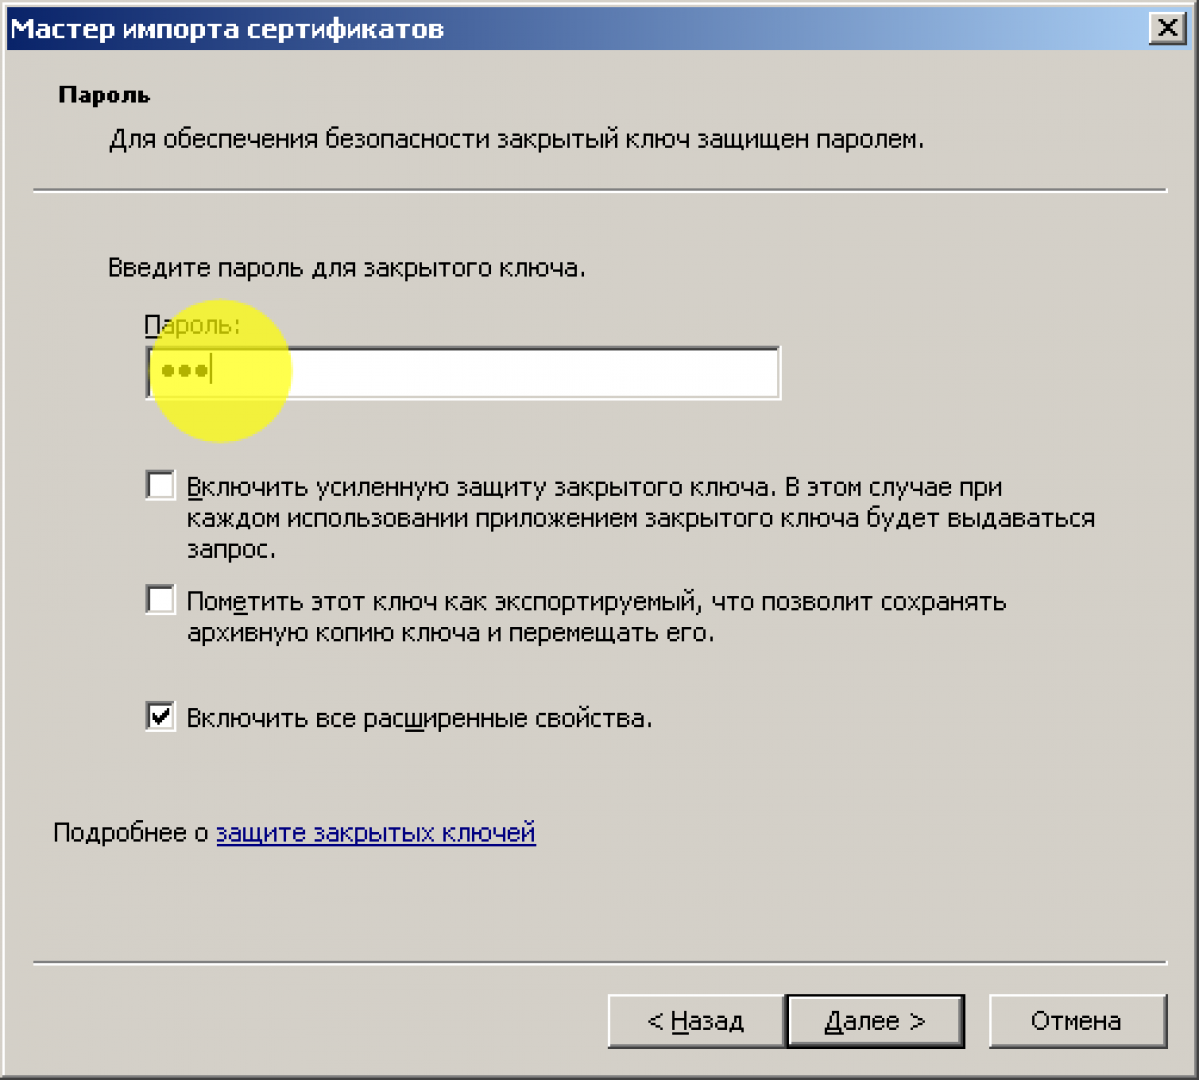 Мастер импорта сертификатов
Пароль
Для обеспечения безопасности закрытый ключ защищен паролем.
Введите пароль для закрытого ключа.
Пароль:
●●●
Включить усиленную защиту закрытого ключа. В этом случае при
каждом использовании приложением закрытого ключа будет выдаваться
запрос.
Пометить этот ключ как экспортируемый, что позволит сохранять
архивную копию ключа и перемещать его.
Включить все расширенные свойства.
Подробнее о защите закрытых ключей
< Назад Далее > Отмена